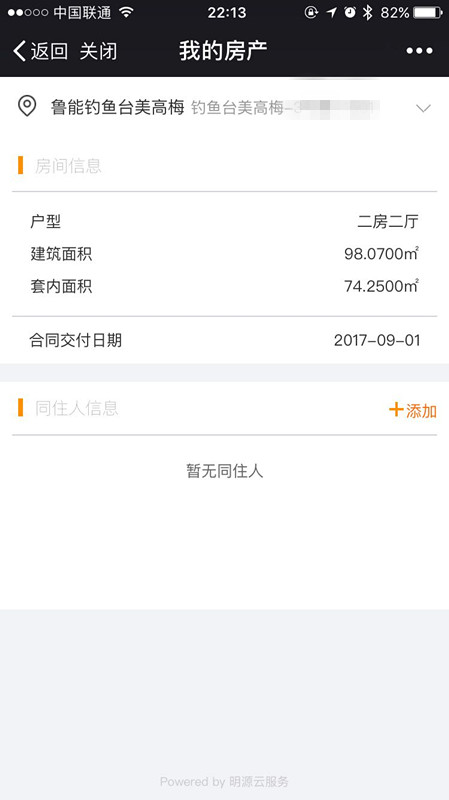 中国联通 22:13 82%
返回 关闭 我的房产
鲁能钓鱼台美高梅 钓鱼台美高梅-3
房间信息
户型 二房二厅
建筑面积 98.0700㎡
套内面积 74.2500㎡
合同交付日期 2017-09-01
同住人信息 +添加
暂无同住人
Powered by 明源云服务